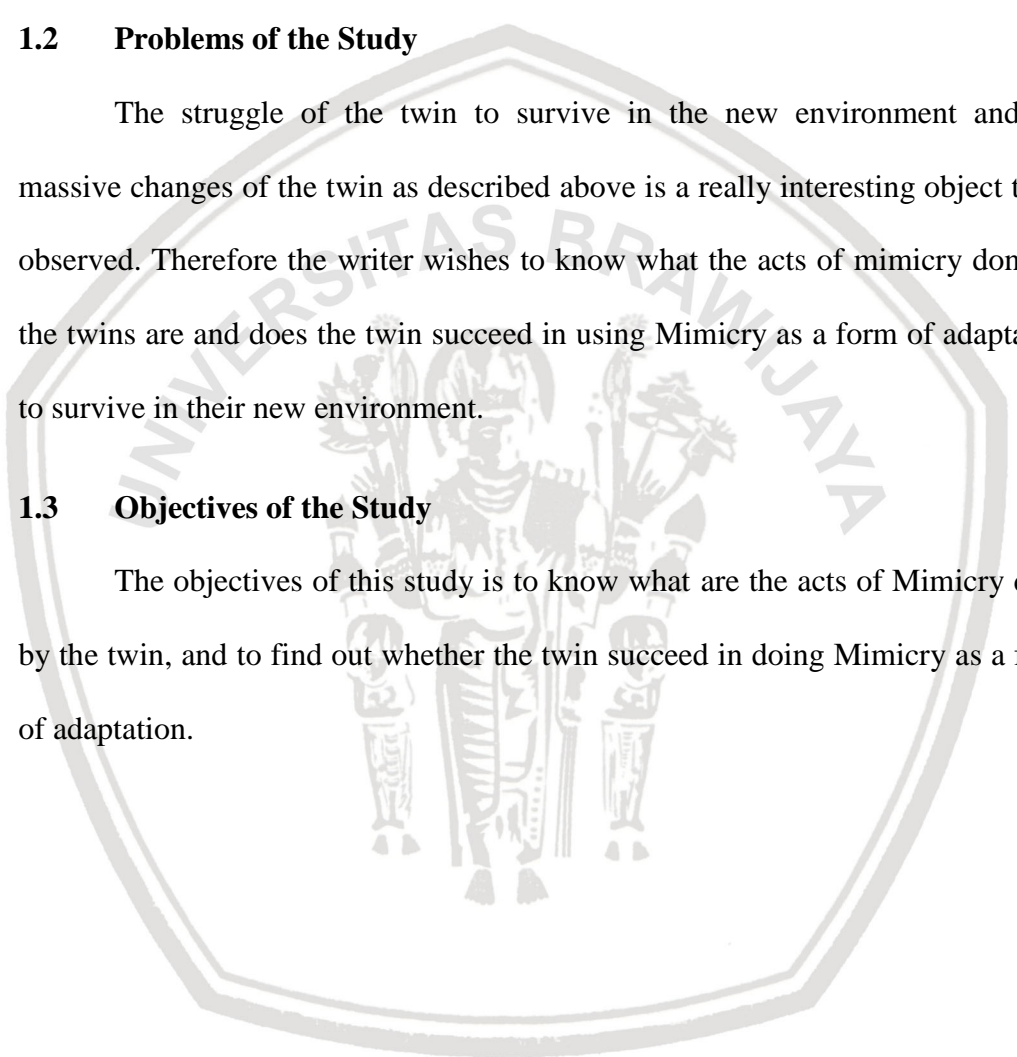 1.2 Problems of the Study
The struggle of the twin to survive in the new environment and
massive changes of the twin as described above is a really interesting object t
observed. Therefore the writer wishes to know what the acts of mimicry don
the twins are and does the twin succeed in using Mimicry as a form of adapta
to survive in their new environment.
1.3 Objectives of the Study
The objectives of this study is to know what are the acts of Mimicry
by the twin, and to find out whether the twin succeed in doing Mimicry as a
of adaptation.
UNIVERSITAS BRAWIJAYA